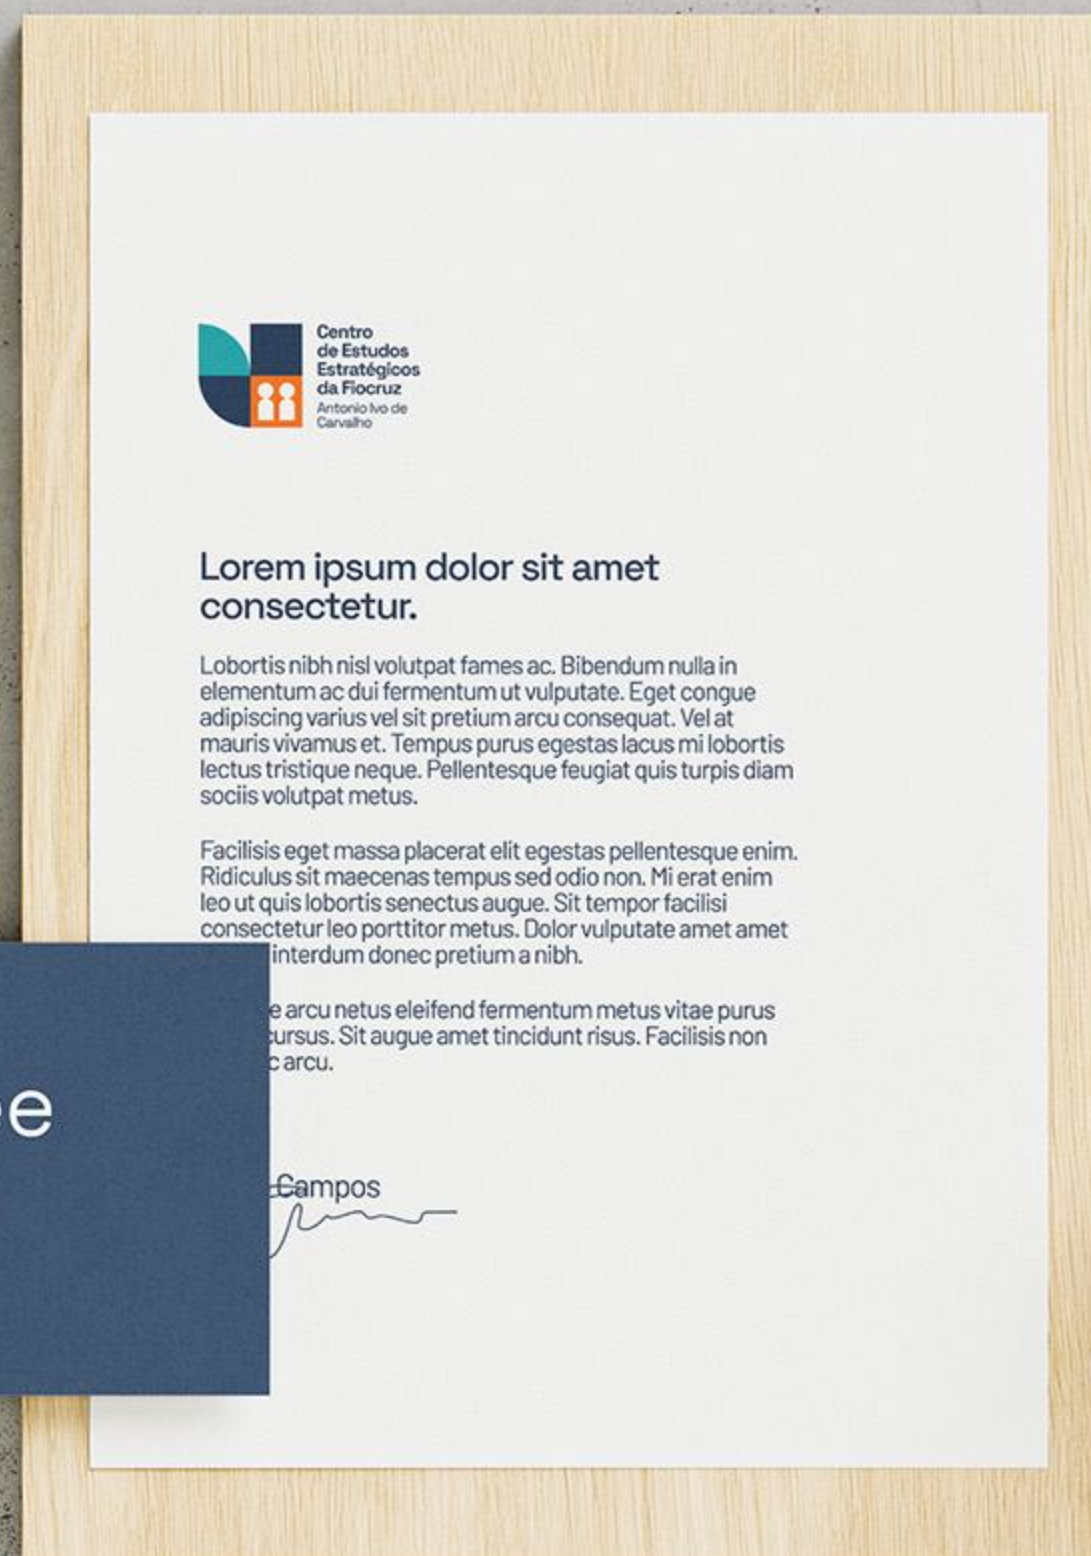 Centro
de Estudos
Estratégicos
da Fiocruz
Antonio Ivo de
Carvalho
Lorem ipsum dolor sit amet
consectetur.
Lobortis nibh nisl volutpat fames ac. Bibendum nulla in
elementum ac dui fermentum ut vulputate. Eget congue
adipiscing varius vel sit pretium arcu consequat. Vel at
mauris vivamus et. Tempus purus egestas lacus mi lobortis
lectus tristique neque. Pellentesque feugiat quis turpis diam
sociis volutpat metus.
Facilisis eget massa placerat elit egestas pellentesque enim.
Ridiculus sit maecenas tempus sed odio non. Mi erat enim
leo ut quis lobortis senectus augue. Sit tempor facilisi
consectetur leo porttitor metus. Dolor vulputate amet amet
interdum donec pretium a nibh.
arcu netus eleifend fermentum metus vitae purus
cursus. Sit augue amet tincidunt risus. Facilisis non
arcu.
Campos